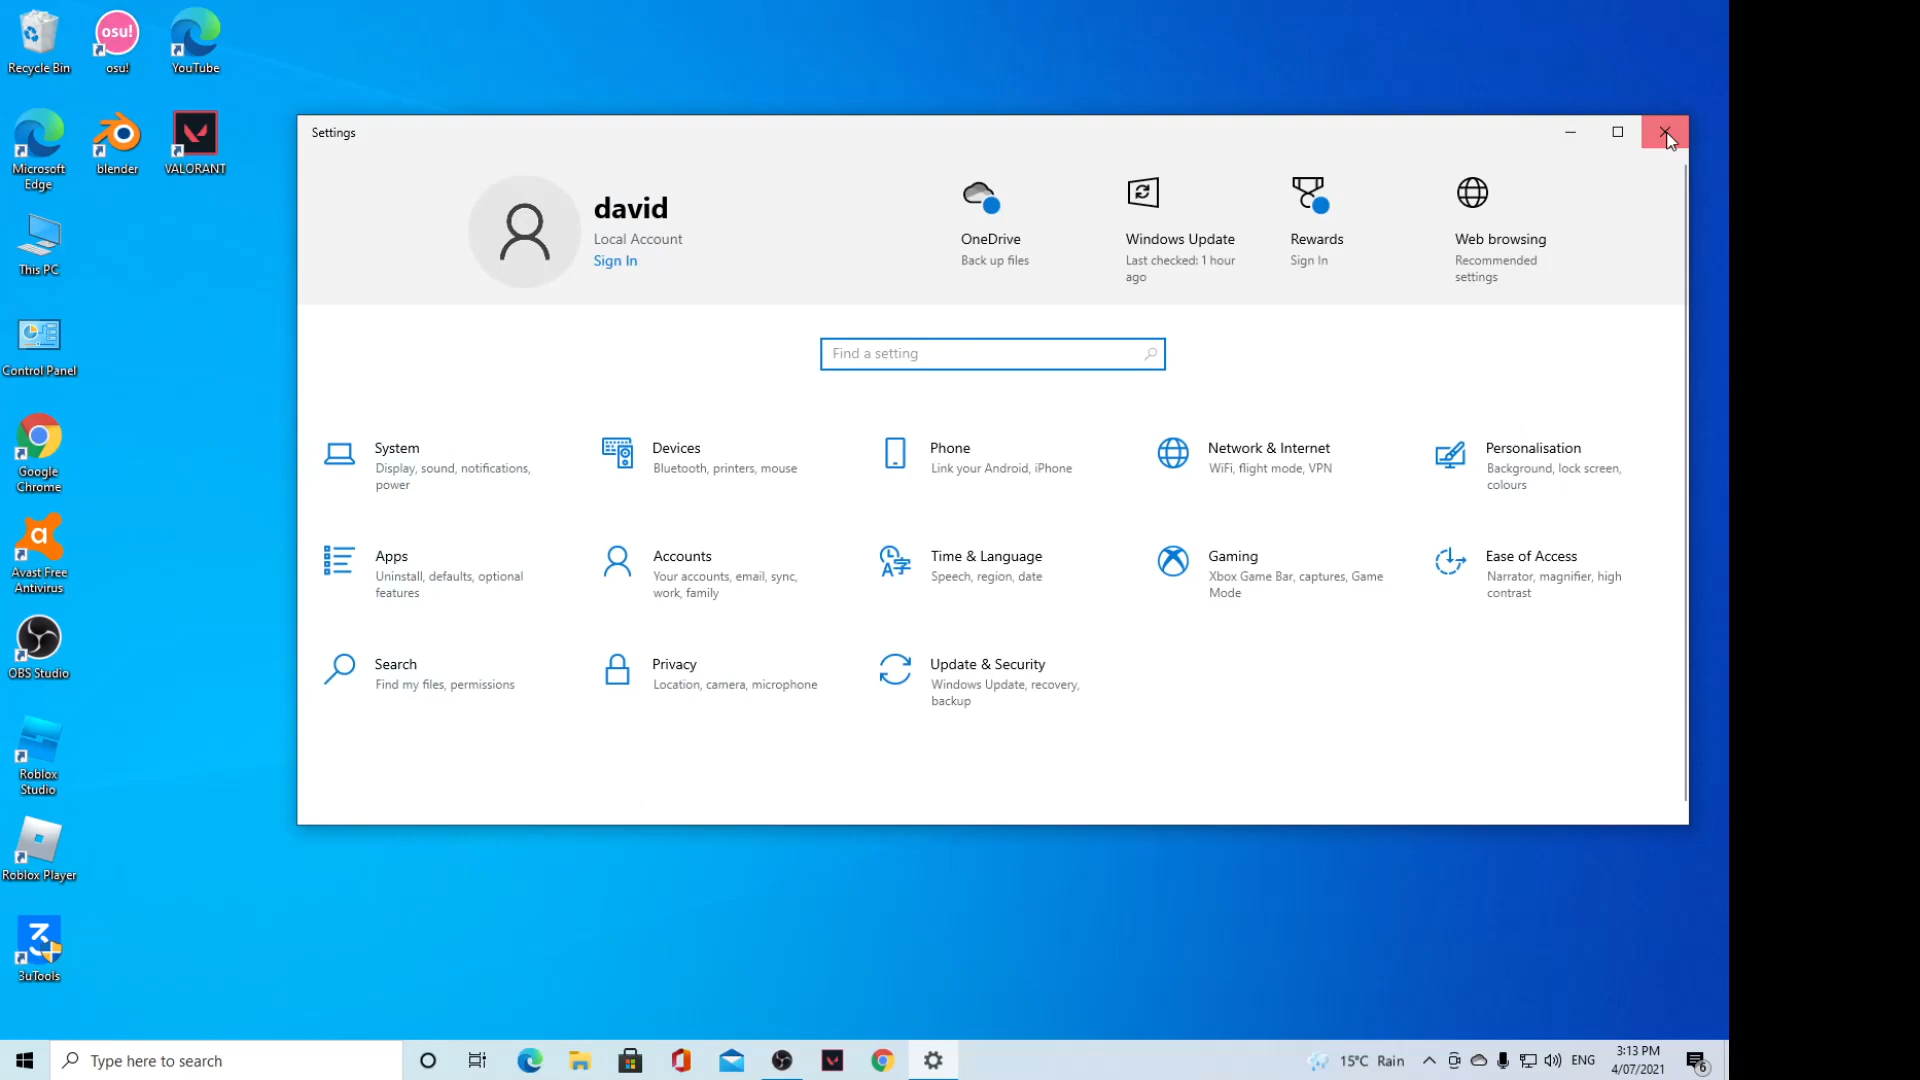 Recycle Bin
osu!
osu!
YouTube
Microsoft
Edge
blender
VALORANT
This PC
Control Panel
Google
Chrome
a
Avast Free
Antivirus
OBS Studio
Roblox
Studio
Roblox Player
3uTools
Settings
david
Local Account
Sign In
OneDrive
Back up files
Windows Update
Last checked: 1 hour
ago
Rewards
Sign In
Web browsing
Recommended
settings
Find a setting
System
Display, sound, notifications,
power
Devices
Bluetooth, printers, mouse
Phone
Link your Android, iPhone
Network & Internet
WiFi, flight mode, VPN
Personalisation
Background, lock screen,
colours
Apps
Uninstall, defaults, optional
features
Accounts
Your accounts, email, sync,
work, family
Time & Language
Speech, region, date
Gaming
Xbox Game Bar, captures, Game
Mode
Ease of Access
Narrator, magnifier, high
contrast
Search
Find my files, permissions
Privacy
Location, camera, microphone
Update & Security
Windows Update, recovery,
backup
Type here to search
15°C Rain
ENG
3:13 PM
4/07/2021
6